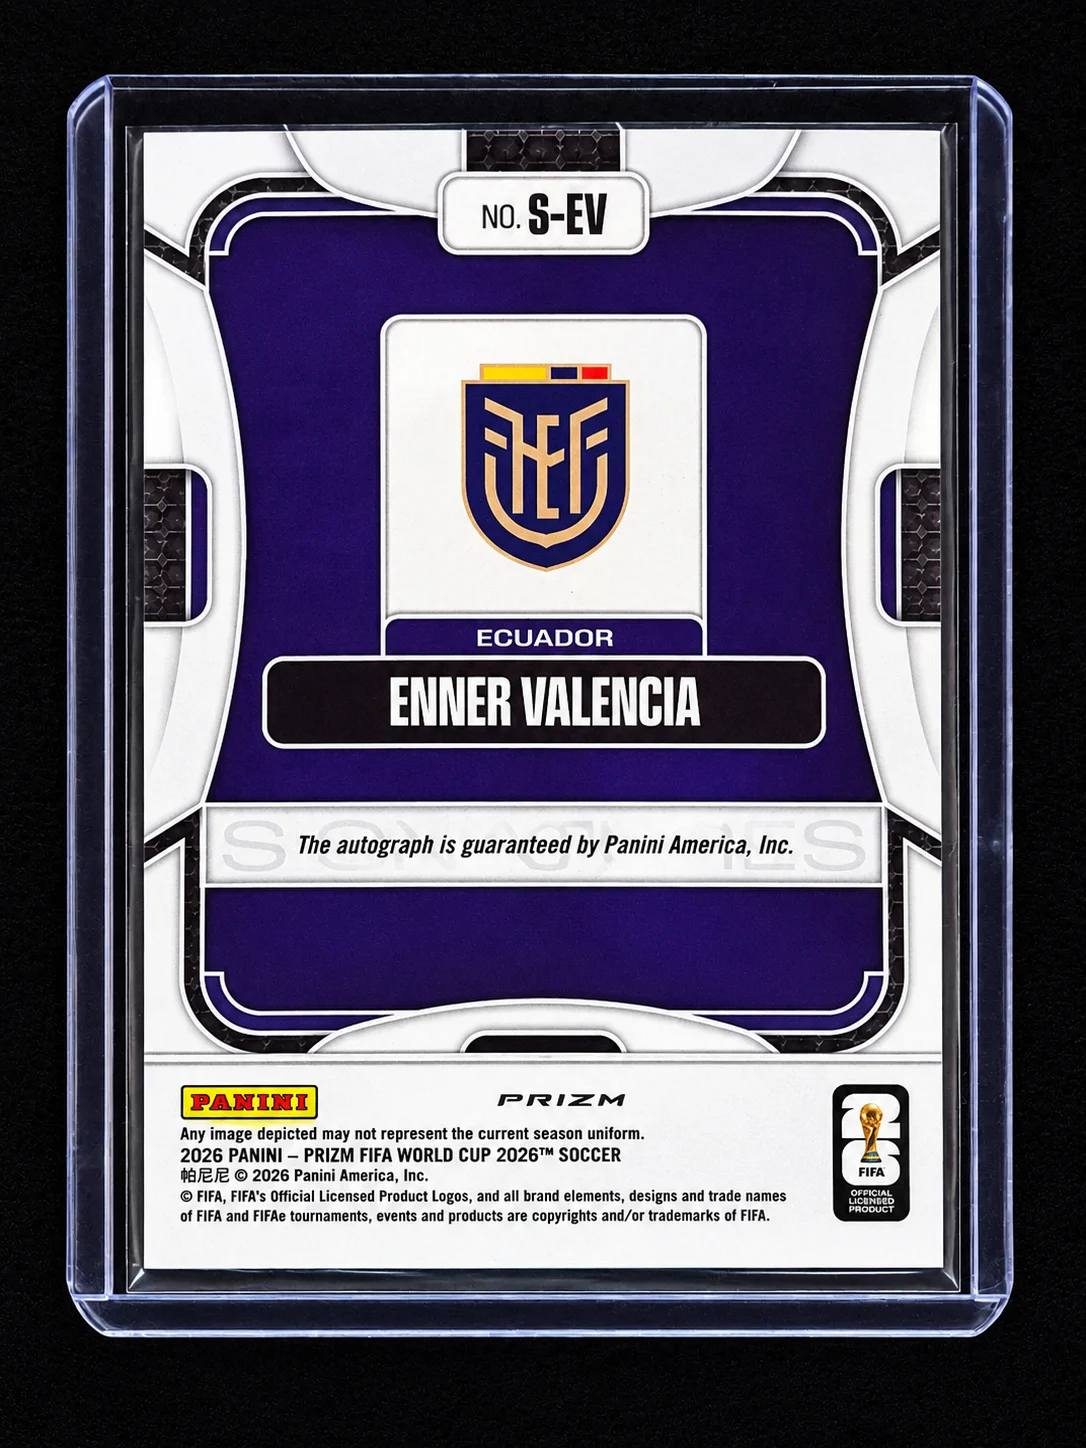 NO. S-EV
ECUADOR
ENNER VALENCIA
The autograph is guaranteed by Panini America, Inc.
PANINI
PRIZM
Any image depicted may not represent the current season uniform.
2026 PANINI – PRIZM FIFA WORLD CUP 2026™ SOCCER
帕尼尼 © 2026 Panini America, Inc.
© FIFA, FIFA's Official Licensed Product Logos, and all brand elements, designs and trade names
of FIFA and FIFAe tournaments, events and products are copyrights and/or trademarks of FIFA.
26
FIFA
OFFICIAL
LICENSED
PRODUCT